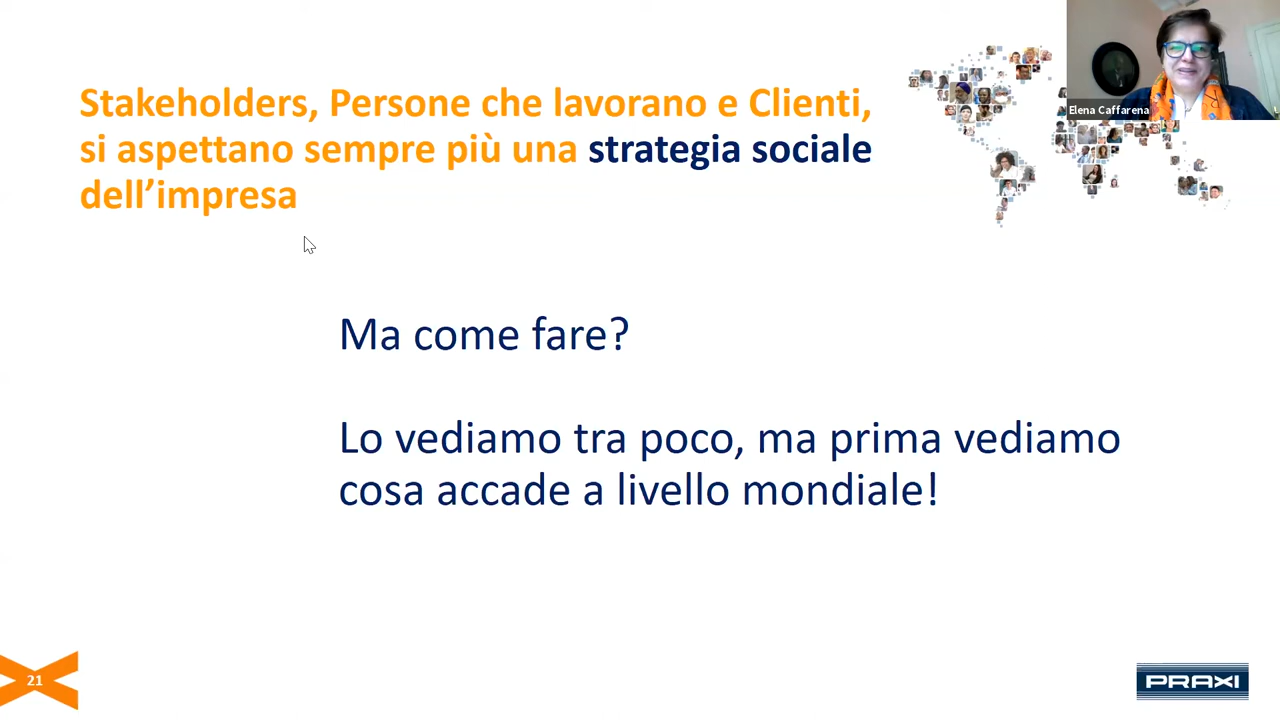 Stakeholders, Persone che lavorano e Clienti,
si aspettano sempre più una strategia sociale
dell’impresa
Elena Caffarena
Ma come fare?
Lo vediamo tra poco, ma prima vediamo
cosa accade a livello mondiale!
21
PRAXI